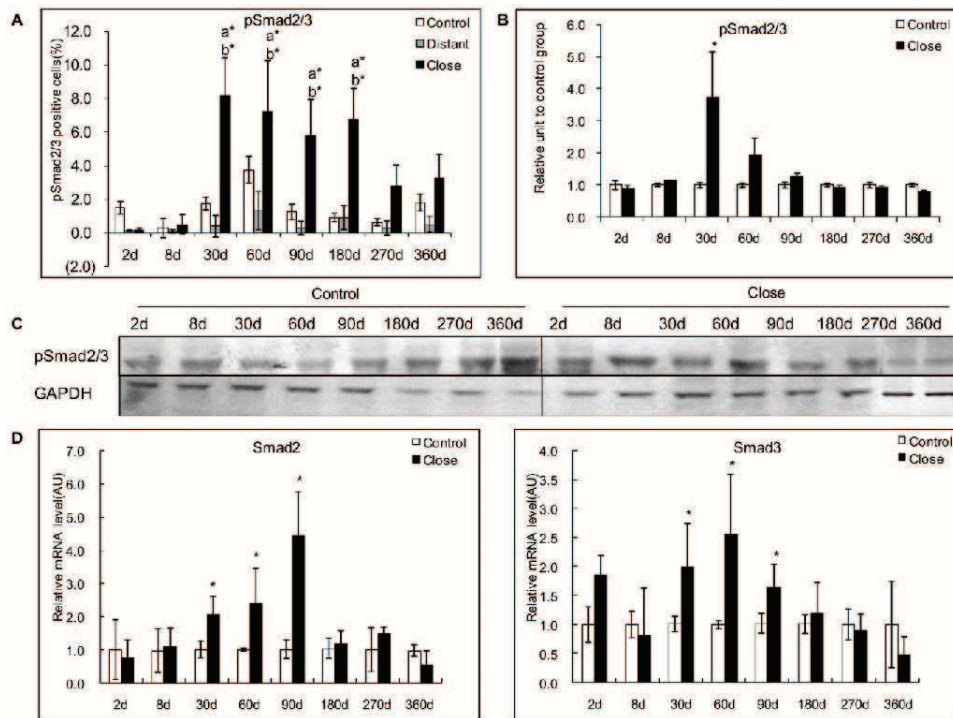 A
pSmad2/3
Control
Distant
Close
pSmad2/3 positive cells(%)
12.0
10.0
8.0
6.0
4.0
2.0
0.0
(2.0)
a* a* a* a*
b* b* b* b*
2d 8d 30d 60d 90d 180d 270d 360d
B
pSmad2/3
Control
Close
Relative unit to control group
6.0
5.0
4.0
3.0
2.0
1.0
0.0
*
2d 8d 30d 60d 90d 180d 270d 360d
Control Close
C 2d 8d 30d 60d 90d 180d 270d 360d 2d 8d 30d 60d 90d 180d 270d 360d
pSmad2/3
GAPDH
D
Smad2
Control
Close
Relative mRNA level(AU)
7.0
6.0
5.0
4.0
3.0
2.0
1.0
0.0
* * *
2d 8d 30d 60d 90d 180d 270d 360d
Smad3
Control
Close
Relative mRNA level(AU)
4.0
3.5
3.0
2.5
2.0
1.5
1.0
0.5
0.0
* * *
2d 8d 30d 60d 90d 180d 270d 360d